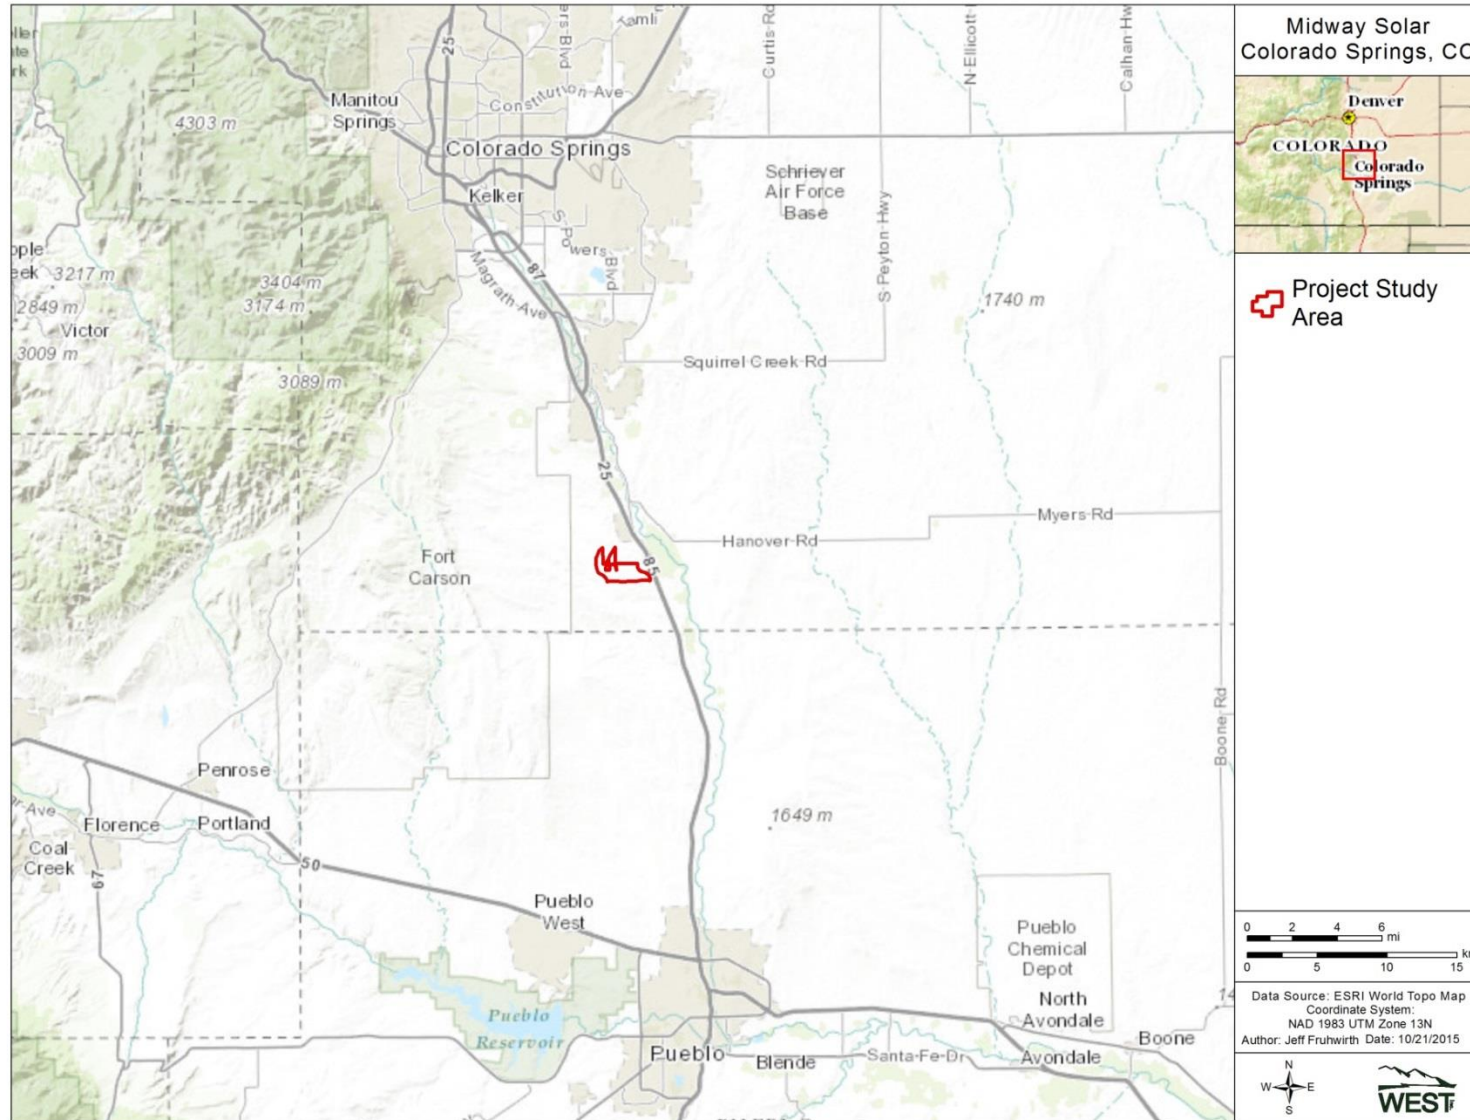 Midway Solar
Colorado Springs, CO
Denver
COLORADO
Colorado
Springs
Project Study
Area
25
Constitution Ave
Curtis Rd
N Ellicott
Calhan Hw
Manitou
Springs
4303 m
Colorado Springs
Kelker
Schriever
Air Force
Base
S Powers Blvd
S Peyton Hwy
87
Magrath Ave
3217 m
3404 m
3174 m
2849 m
Victor
3009 m
3089 m
1740 m
Squirrel Creek Rd
25
Myers Rd
Hanover Rd
85
Fort
Carson
Boone Rd
Penrose
Florence
Portland
Coal
Creek
67
50
1649 m
Pueblo
West
Pueblo
Chemical
Depot
North
Avondale
Pueblo
Reservoir
Pueblo
Blende
Santa Fe Dr
Avondale
Boone
0 2 4 6
mi
0 5 10 15
Data Source: ESRI World Topo Map
Coordinate System:
NAD 1983 UTM Zone 13N
Author: Jeff Fruhwirth Date: 10/21/2015
N
W E
S
WEST